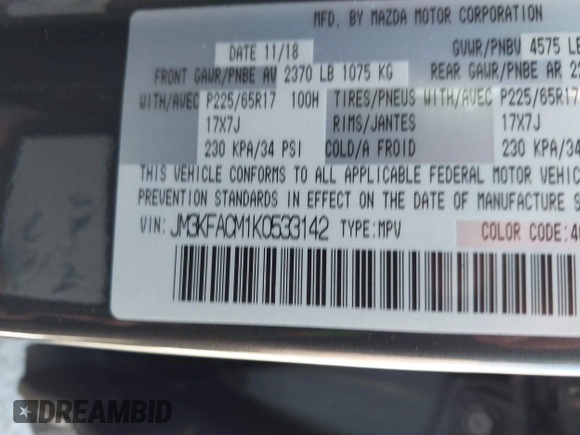 MFD. BY MAZDA MOTOR CORPORATION
DATE 11/18 GVWR/PNBV 4575 LB
FRONT GAWR/PNBE AV 2370 LB 1075 KG REAR GAWR/PNBE AR
WITH/AVEC P225/65R17 100H TIRES/PNEUS WITH/AVEC P225/65R17
17X7J RIMS/JANTES 17X7J
230 KPA/34 PSI COLD/A FROID 230 KPA/34
THIS VEHICLE CONFORMS TO ALL APPLICABLE FEDERAL MOTOR
PREVENTION STANDARDS IN EFFECT ON THE DATE OF MANUFACTURE
VIN: JM3KFACM1K0533142 TYPE:MPV COLOR CODE:
DREAMBID